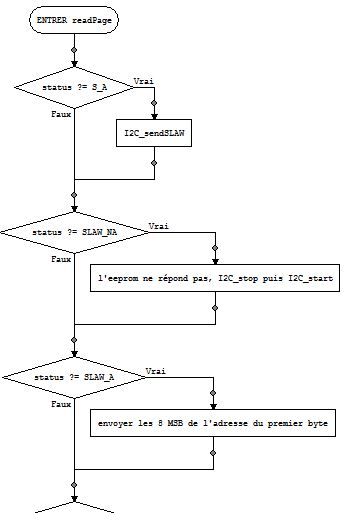 ENTRER readPage
status ?= S_A
Vrai
Faux
I2C_sendSLAW
status ?= SLAW_NA
Vrai
Faux
l'eeprom ne répond pas, I2C_stop puis I2C_start
status ?= SLAW_A
Vrai
Faux
envoyer les 8 MSB de l'adresse du premier byte